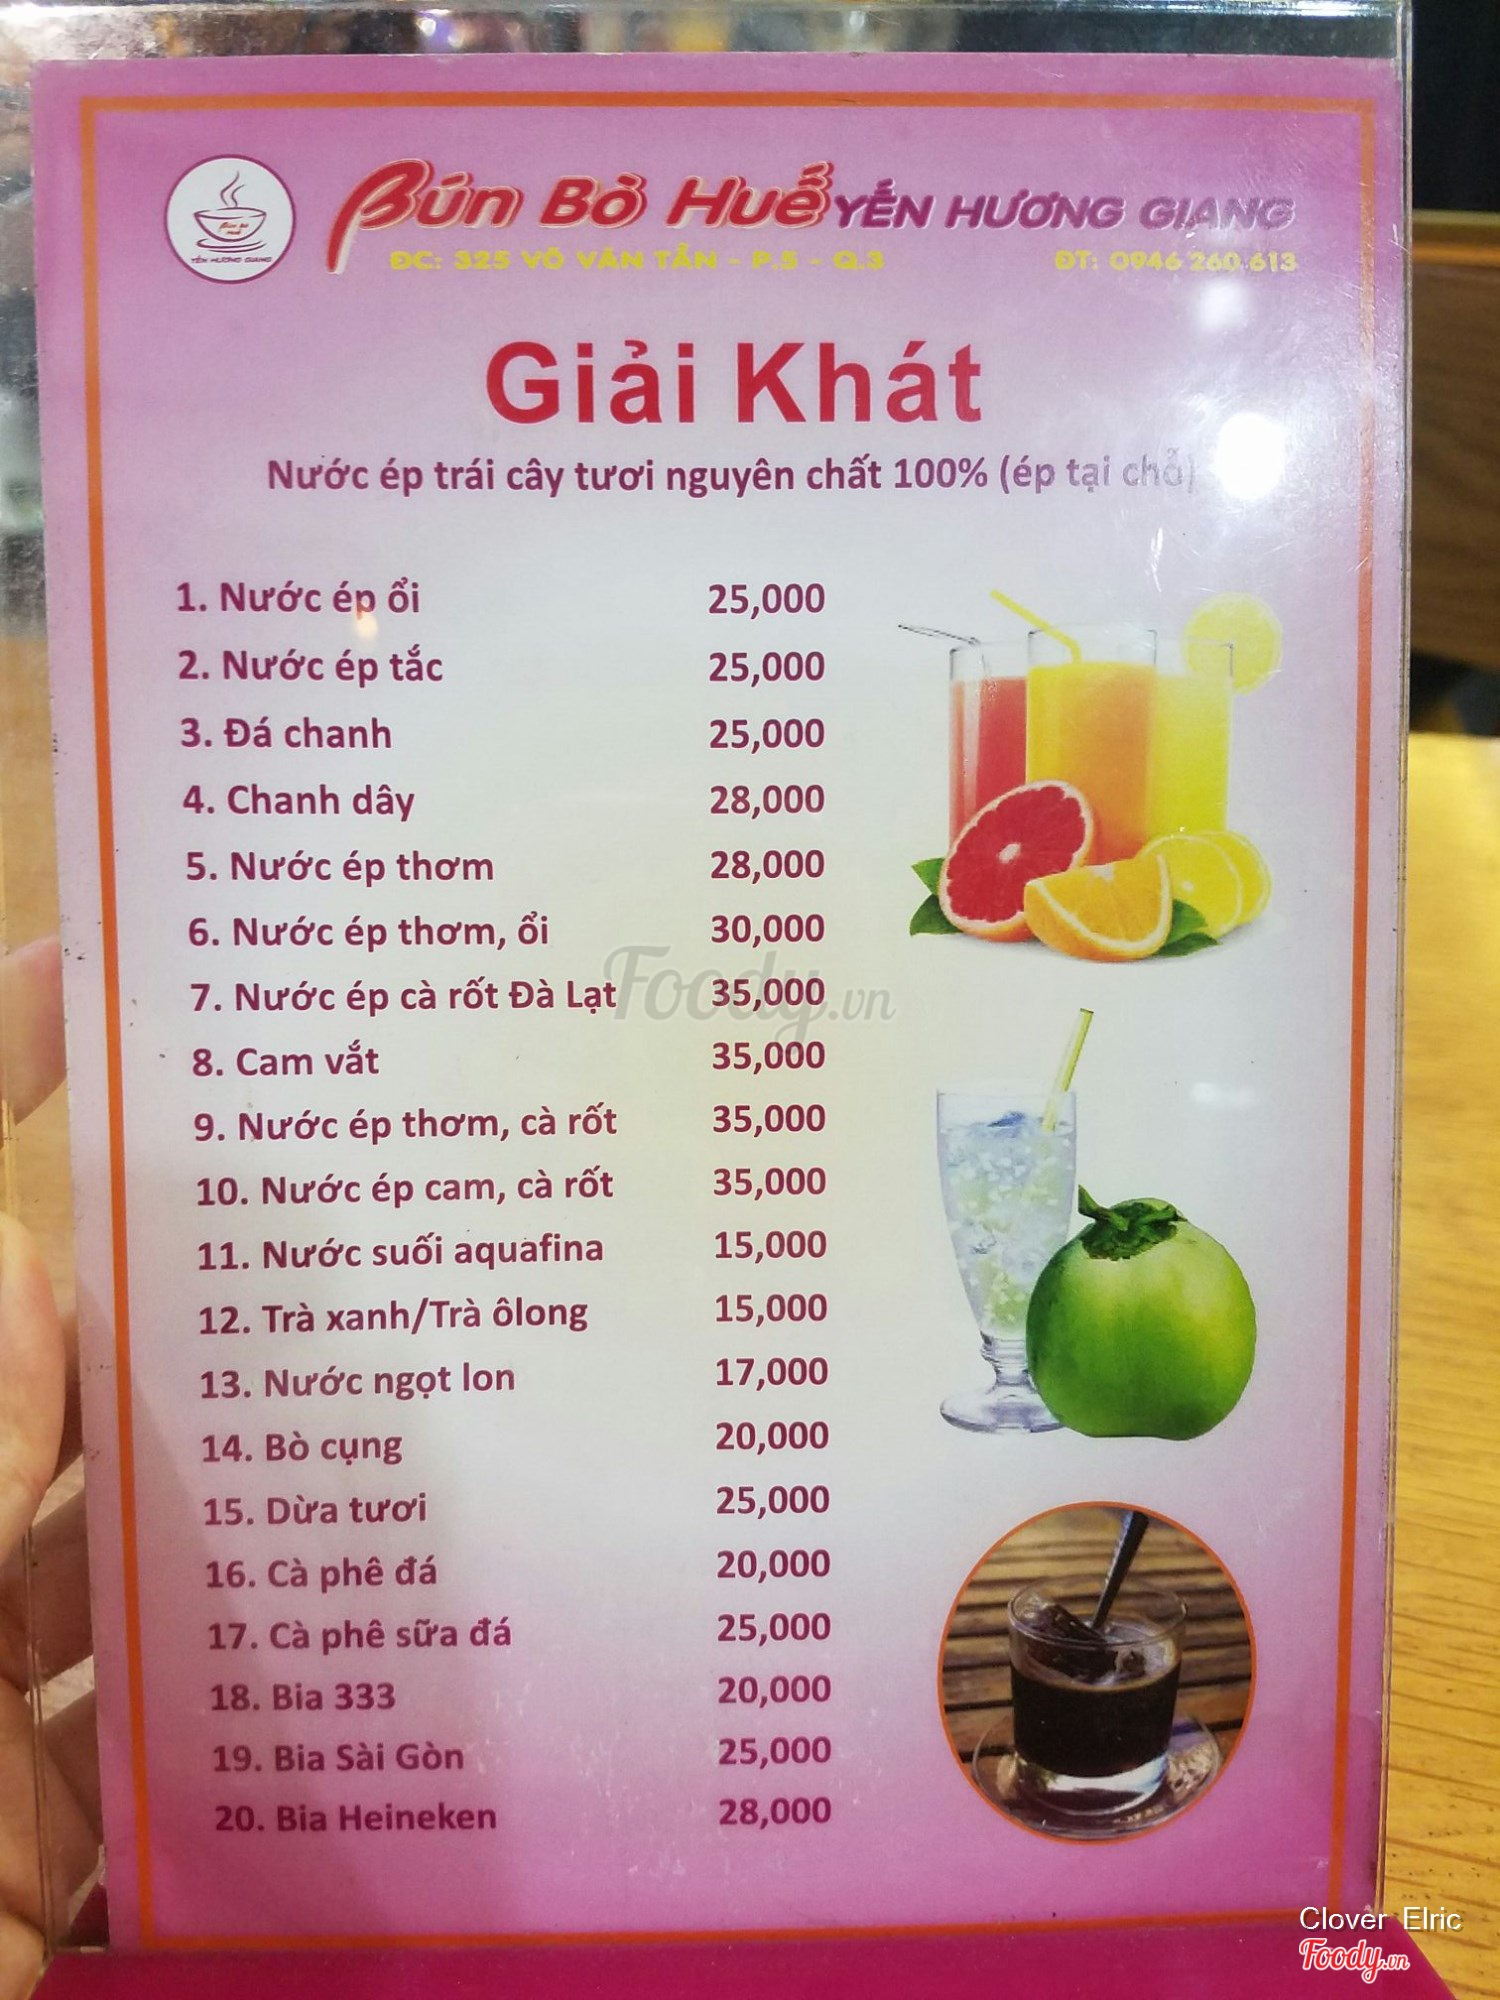 Bún Bò Huế YẾN HƯƠNG GIANG
BÚN BÒ
HUẾ
YẾN HƯƠNG GIANG
ĐC: 325 VÕ VĂN TẦN - P.5 - Q.3 ĐT: 0946 260 613
Giải Khát
Nước ép trái cây tươi nguyên chất 100% (ép tại chỗ)
1. Nước ép ổi 25,000
2. Nước ép tắc 25,000
3. Đá chanh 25,000
4. Chanh dây 28,000
5. Nước ép thơm 28,000
6. Nước ép thơm, ổi 30,000
7. Nước ép cà rốt Đà Lạt 35,000
Foody.vn
8. Cam vắt 35,000
9. Nước ép thơm, cà rốt 35,000
10. Nước ép cam, cà rốt 35,000
11. Nước suối aquafina 15,000
12. Trà xanh/Trà ôlong 15,000
13. Nước ngọt lon 17,000
14. Bò cụng 20,000
15. Dừa tươi 25,000
16. Cà phê đá 20,000
17. Cà phê sữa đá 25,000
18. Bia 333 20,000
19. Bia Sài Gòn 25,000
20. Bia Heineken 28,000
Clover Elric
Foody.vn